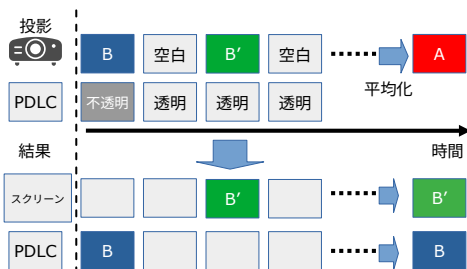 投影
B 空白 B′ 空白 A
平均化
PDLC 不透明 透明 透明 透明
結果 時間
スクリーン B′ B′
PDLC B B